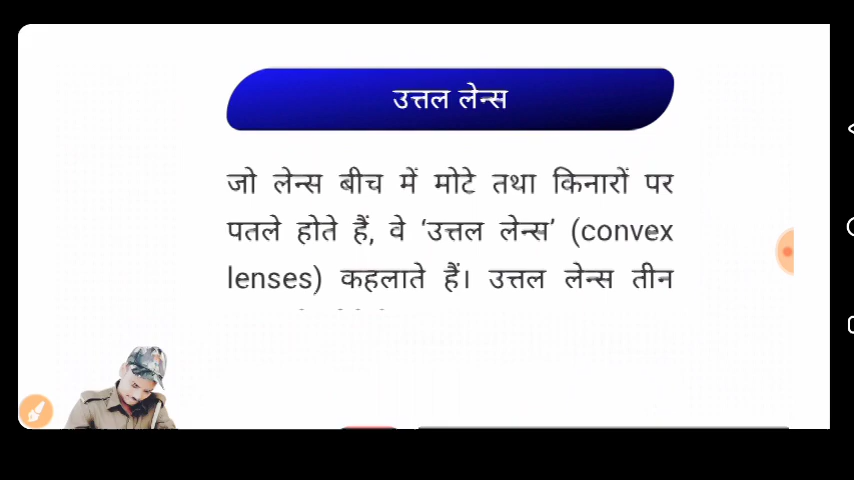 उत्तल लेन्स
जो लेन्स बीच में मोटे तथा किनारों पर
पतले होते हैं, वे ‘उत्तल लेन्स’ (convex
lenses) कहलाते हैं। उत्तल लेन्स तीन